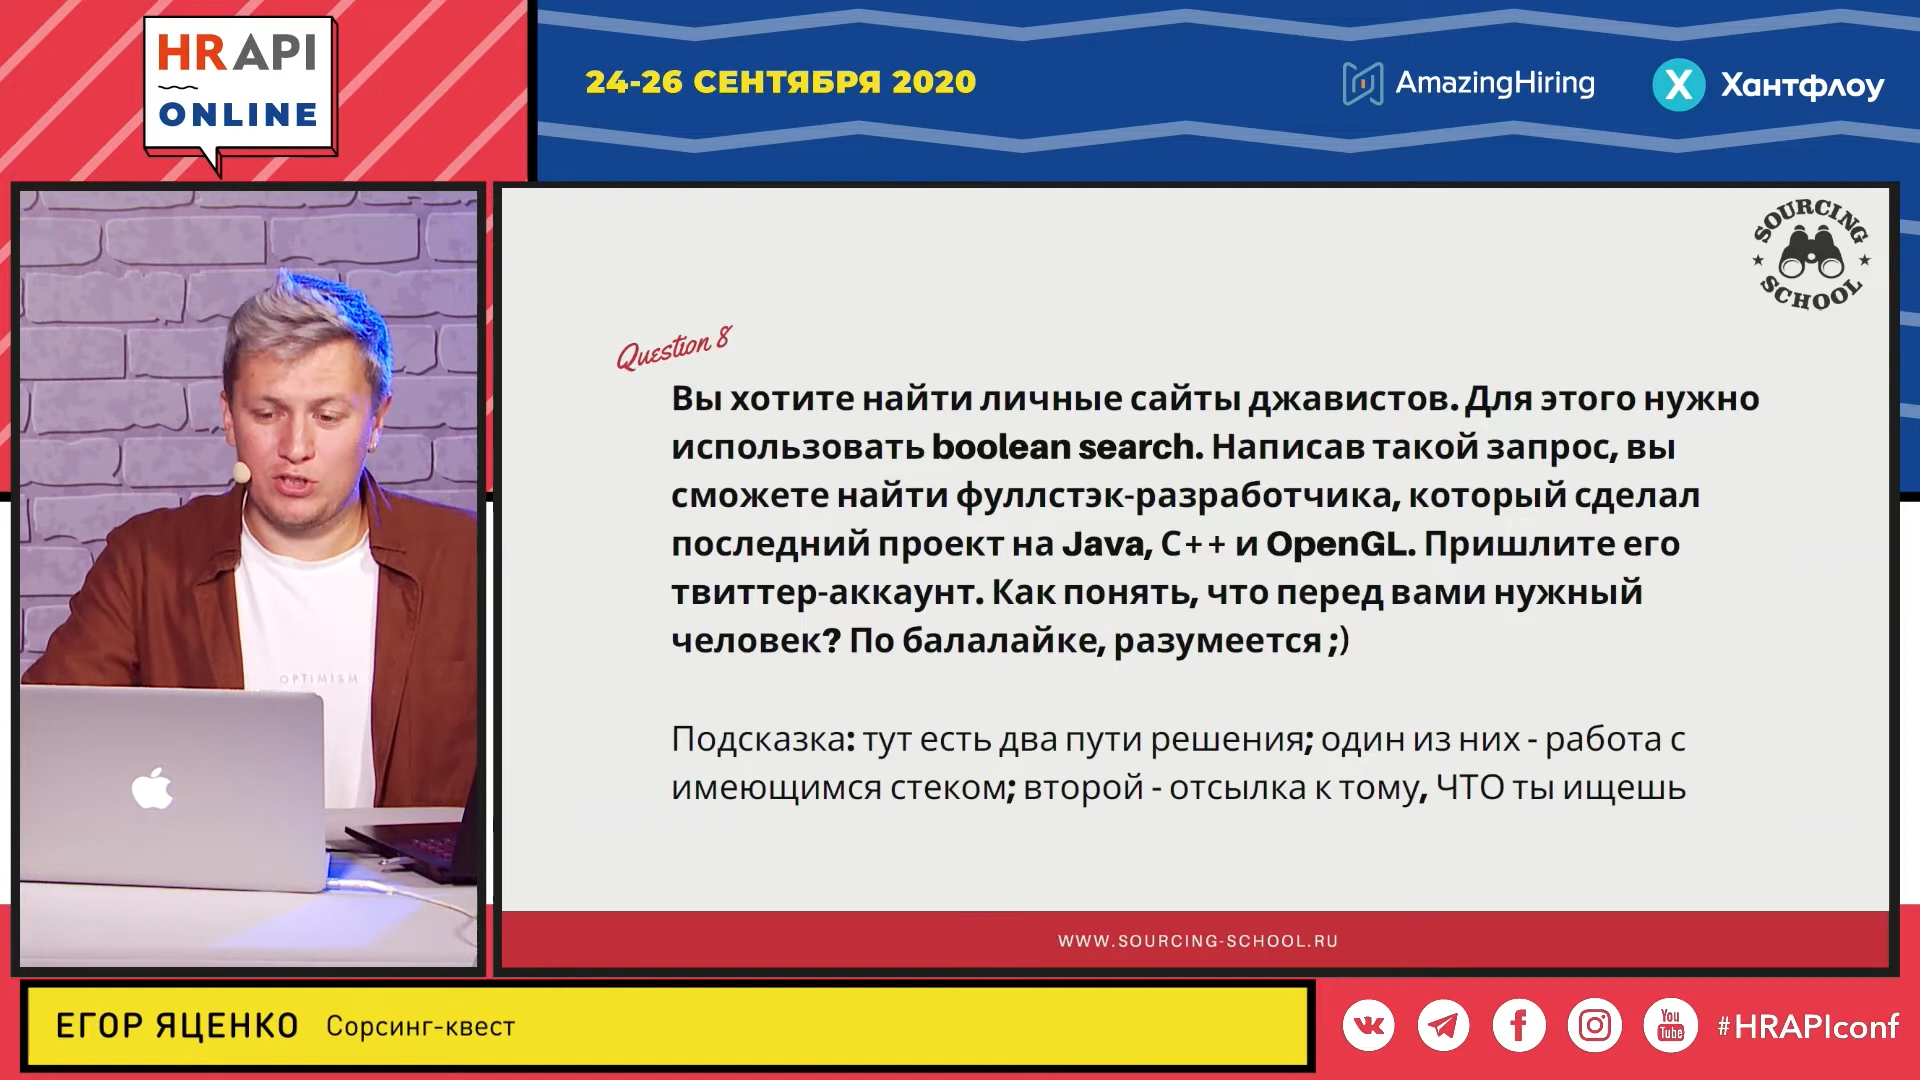 HR API
ONLINE
24-26 СЕНТЯБРЯ 2020
AmazingHiring
X Хантфлоу
SOURCING
SCHOOL
Question 8
Вы хотите найти личные сайты джавистов. Для этого нужно
использовать boolean search. Написав такой запрос, вы
сможете найти фуллстэк-разработчика, который сделал
последний проект на Java, C++ и OpenGL. Пришлите его
твиттер-аккаунт. Как понять, что перед вами нужный
человек? По балалайке, разумеется ;)
Подсказка: тут есть два пути решения; один из них - работа с
имеющимся стеком; второй - отсылка к тому, ЧТО ты ищешь
OPTIMISM
WWW.SOURCING-SCHOOL.RU
ЕГОР ЯЦЕНКО Сорсинг-квест
You
Tube
#HRAPIconf